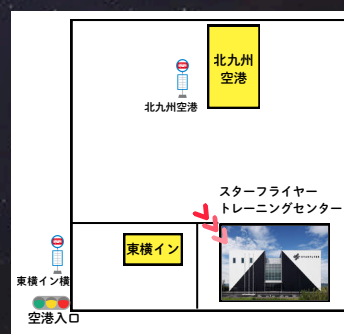 北九州
空港
北九州空港
スターフライヤー
トレーニングセンター
東横イン
東横イン横
空港入口